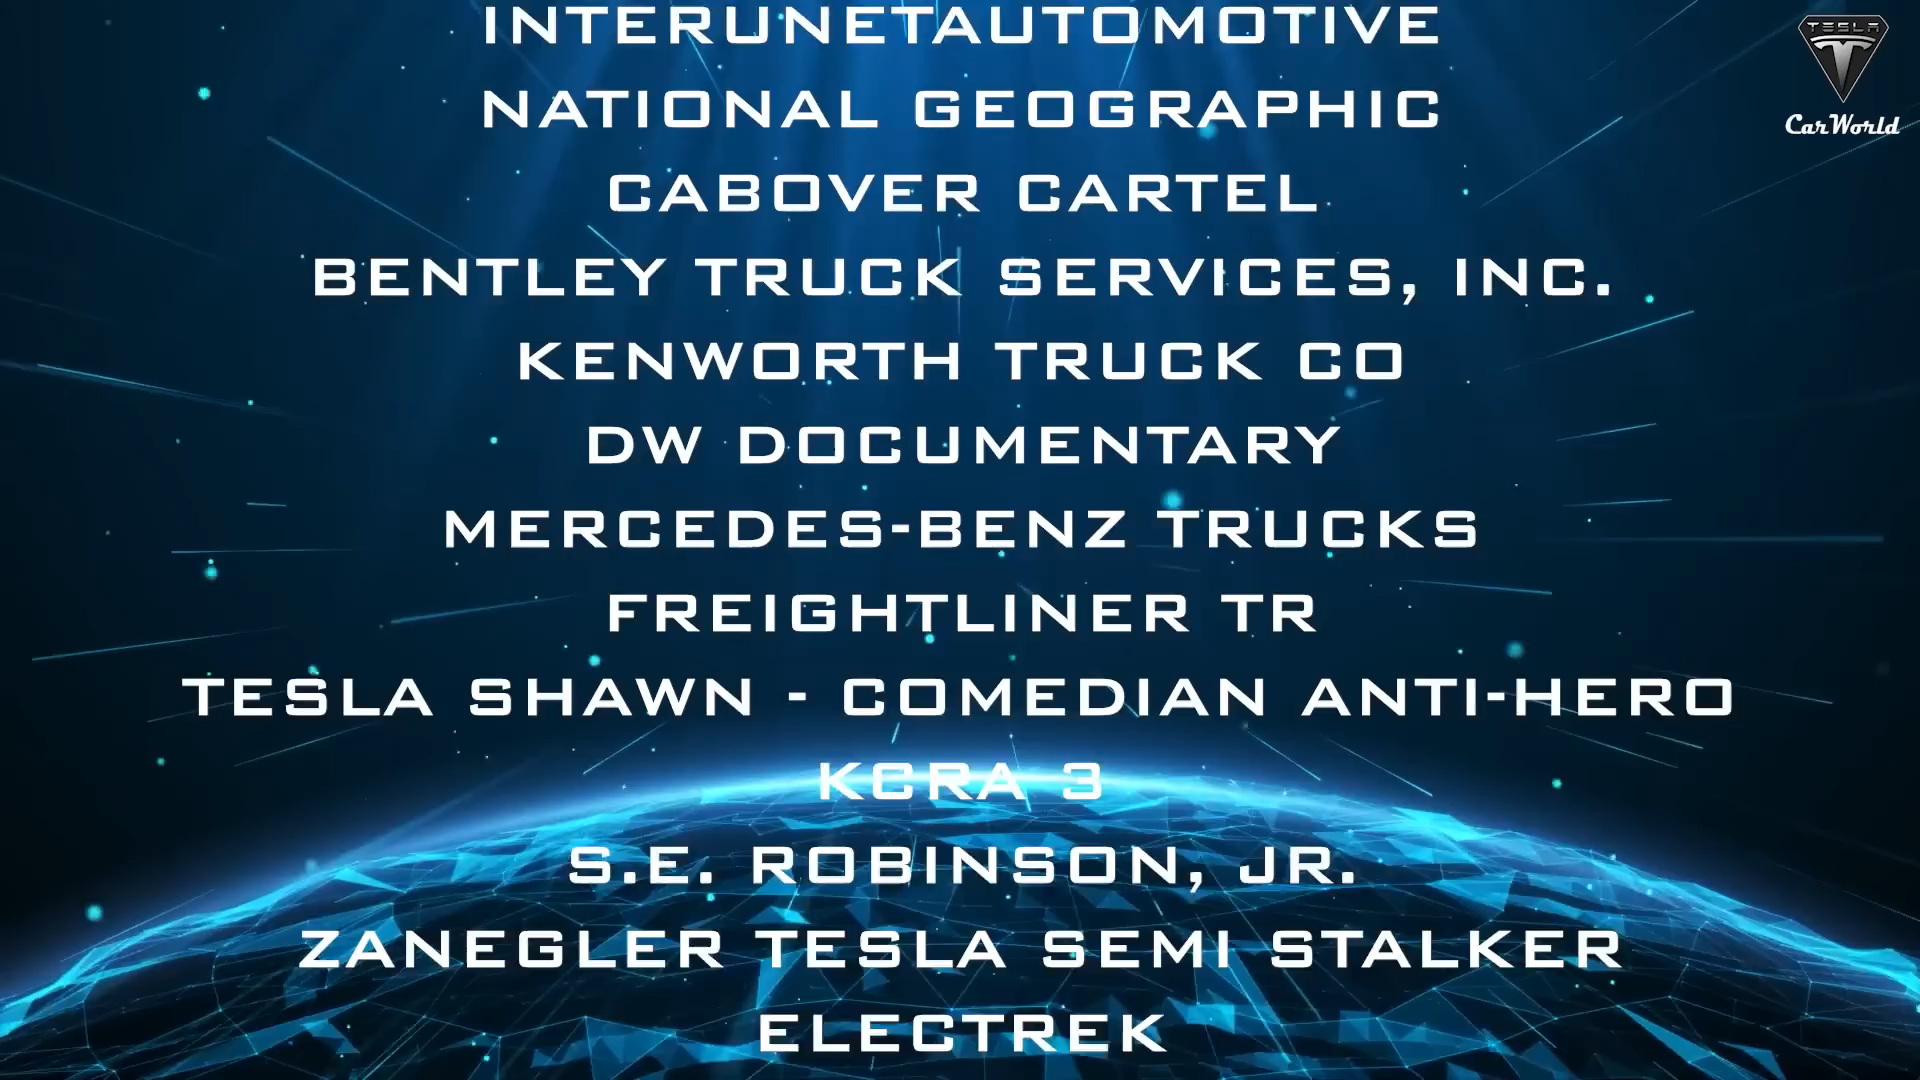 INTERUNETAUTOMOTIVE
TESLA
NATIONAL GEOGRAPHIC
CarWorld
CABOVER CARTEL
BENTLEY TRUCK SERVICES, INC.
KENWORTH TRUCK CO
DW DOCUMENTARY
MERCEDES-BENZ TRUCKS
FREIGHTLINER TR
TESLA SHAWN - COMEDIAN ANTI-HERO
KCRA 3
S.E. ROBINSON, JR.
ZANEGLER TESLA SEMI STALKER
ELECTREK